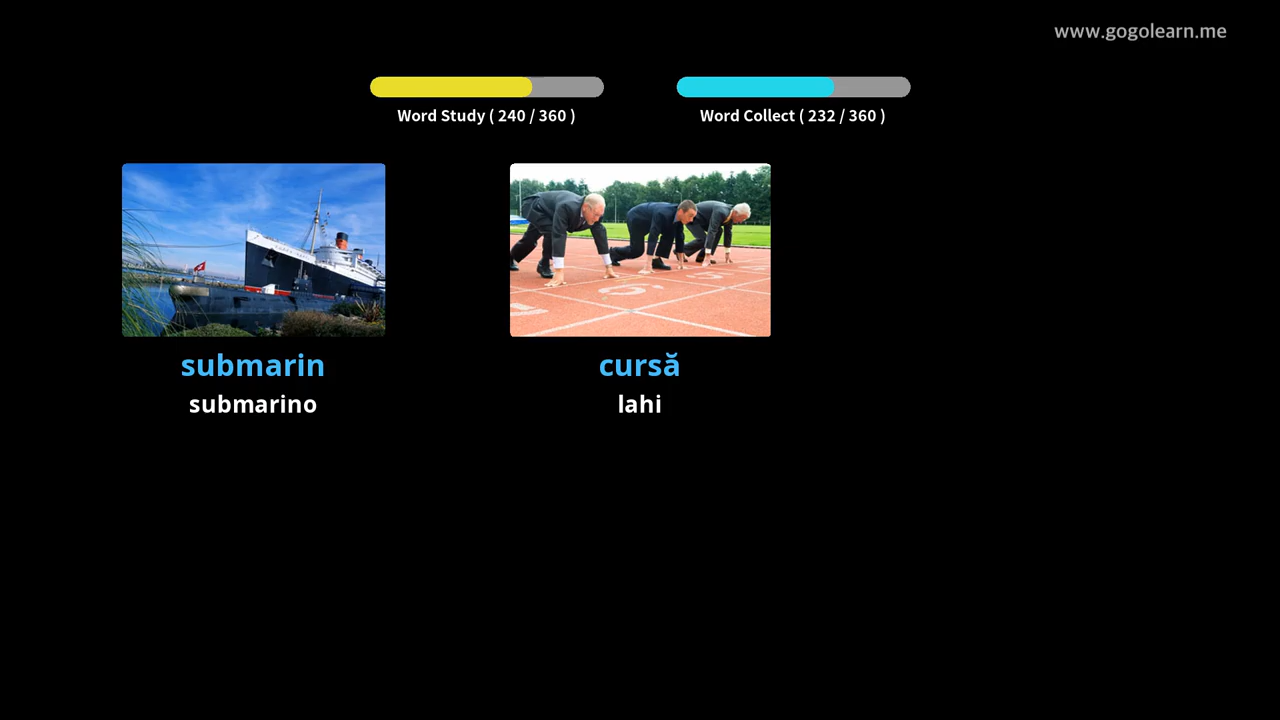 www.gogolearn.me
Word Study ( 240 / 360 )
Word Collect ( 232 / 360 )
submarin
submarino
cursă
lahi